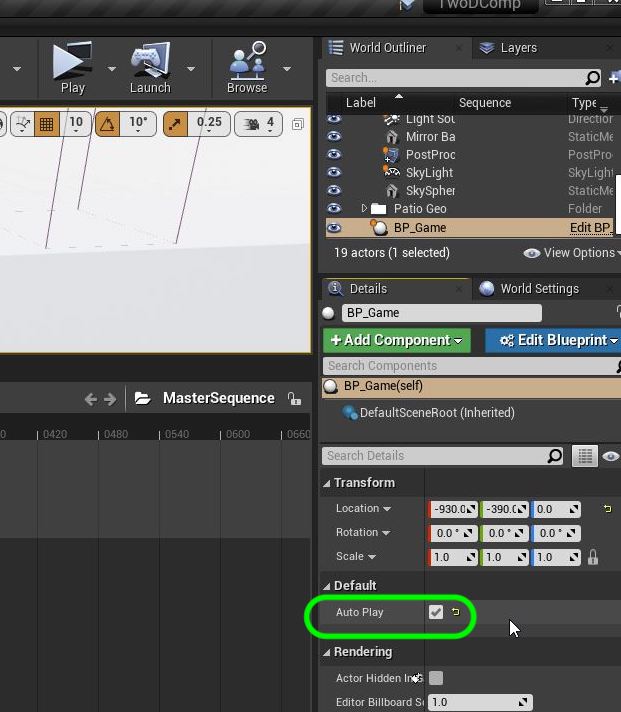 TwoDComp
Play
Launch
Browse
World Outliner
Layers
Search...
Label
Sequence
Type
10
10°
0.25
4
Light Sou
Direction
Mirror Ba
StaticMe
PostProc
PostPro
SkyLight
SkyLight
SkySpher
StaticMe
Patio Geo
Folder
BP_Game
Edit BP_
19 actors (1 selected)
View Options
Details
World Settings
BP_Game
+Add Component
Edit Blueprint
Search Components
BP_Game(self)
DefaultSceneRoot (Inherited)
MasterSequence
0
0420
0480
0540
0600
0660
Search Details
Transform
Location
-930.0
-390.0
0.0
Rotation
0.0 °
0.0 °
0.0 °
Scale
1.0
1.0
1.0
Default
Auto Play
Rendering
Actor Hidden In G
Editor Billboard Sc
1.0